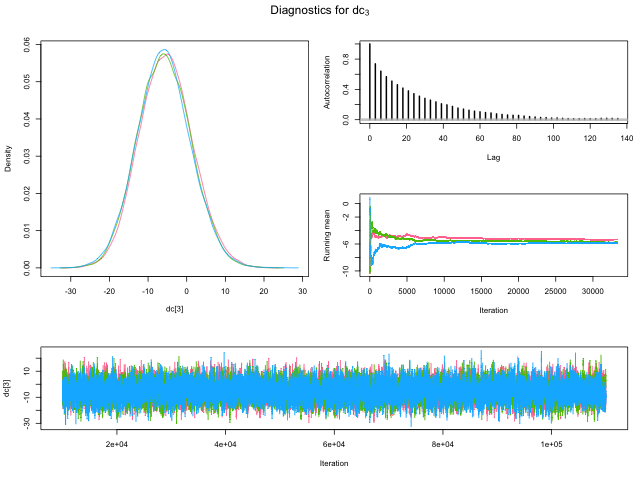 Diagnostics for dc3
Density
0.00 0.01 0.02 0.03 0.04 0.05 0.06
-30 -20 -10 0 10 20 30
dc[3]
Autocorrelation
0.0 0.4 0.8
0 20 40 60 80 100 120 140
Lag
Running mean
-10 -6 -2
0 5000 10000 15000 20000 25000 30000
Iteration
dc[3]
-30 -10 10
2e+04 4e+04 6e+04 8e+04 1e+05
Iteration